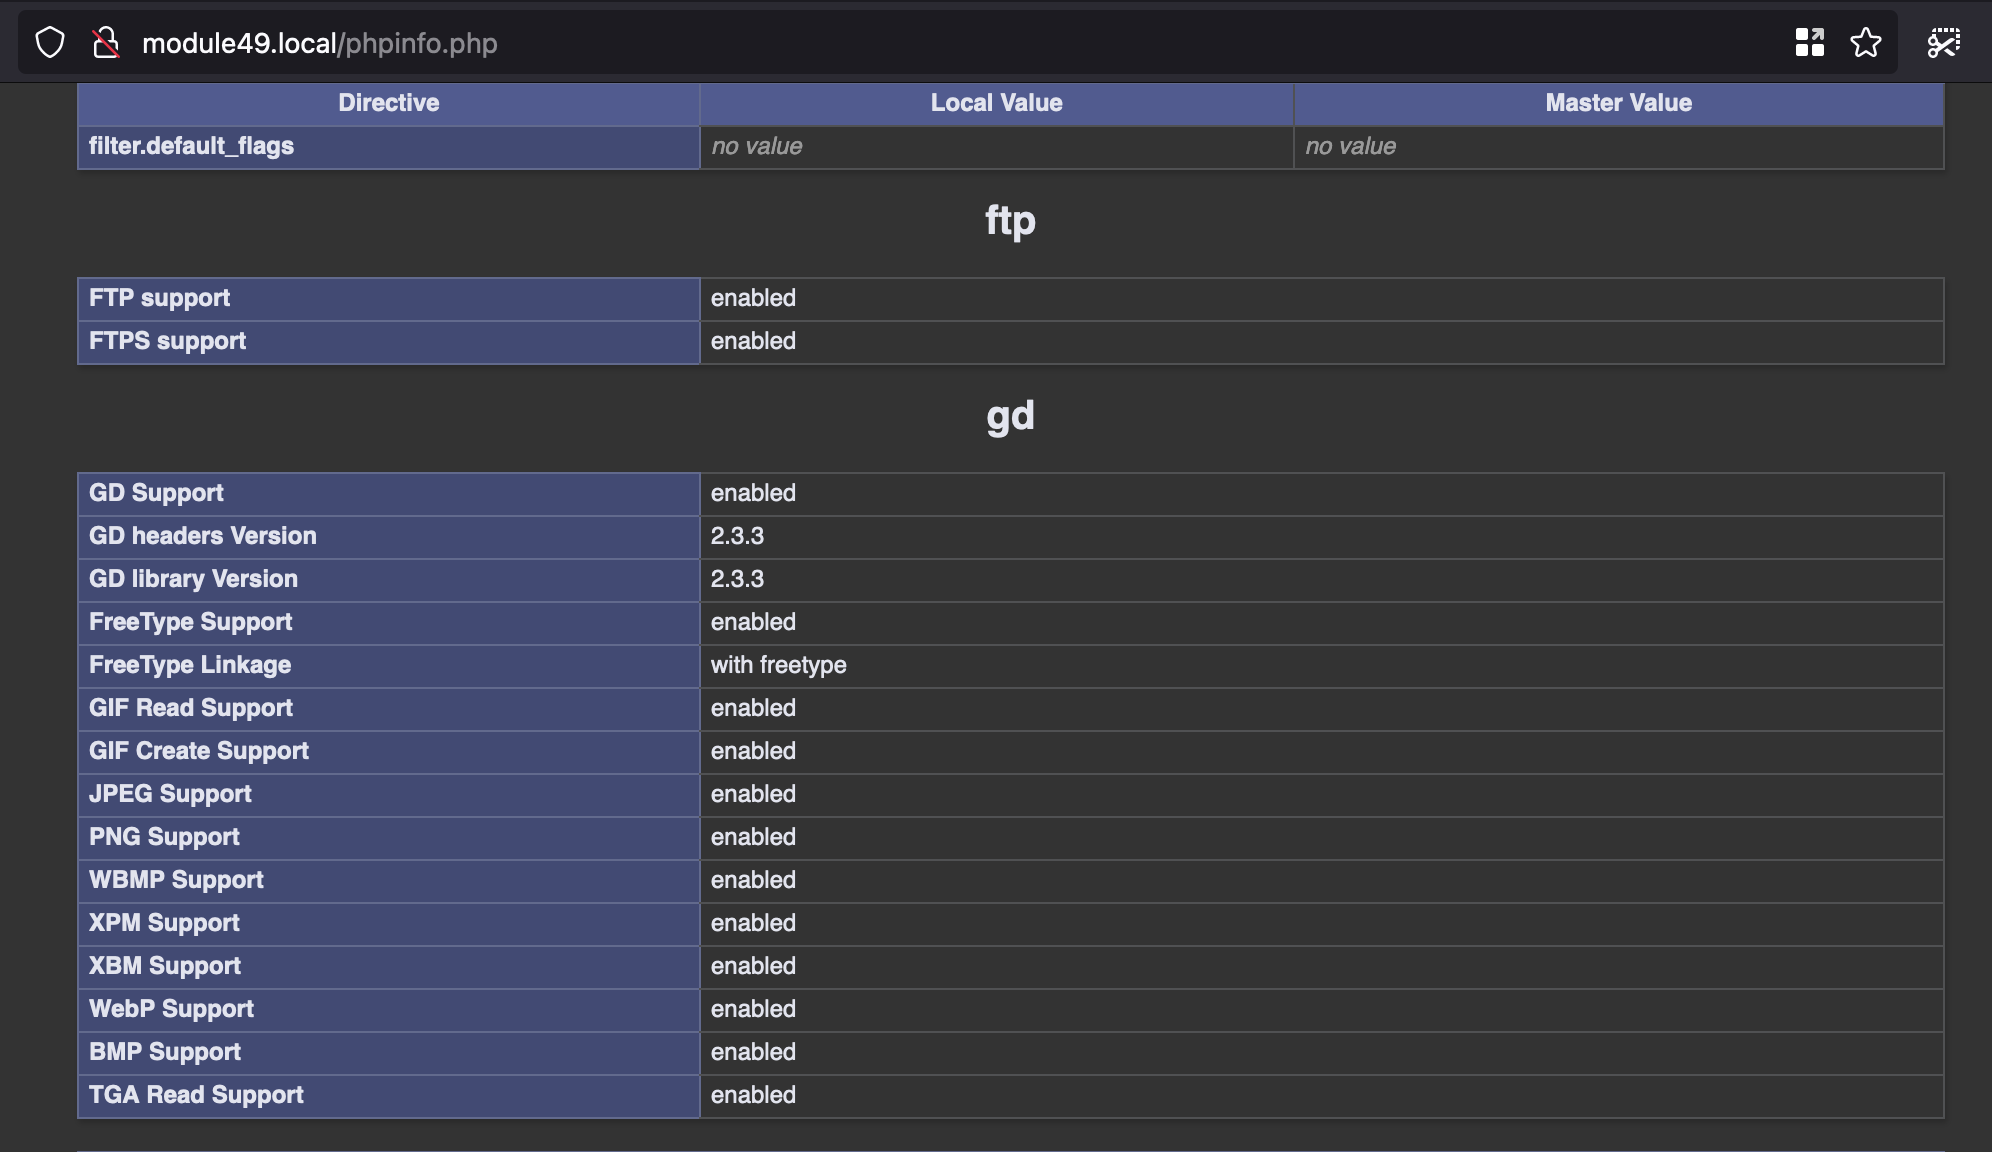 module49.local/phpinfo.php
Directive Local Value Master Value
filter.default_flags no value no value
ftp
FTP support enabled
FTPS support enabled
gd
GD Support enabled
GD headers Version 2.3.3
GD library Version 2.3.3
FreeType Support enabled
FreeType Linkage with freetype
GIF Read Support enabled
GIF Create Support enabled
JPEG Support enabled
PNG Support enabled
WBMP Support enabled
XPM Support enabled
XBM Support enabled
WebP Support enabled
BMP Support enabled
TGA Read Support enabled